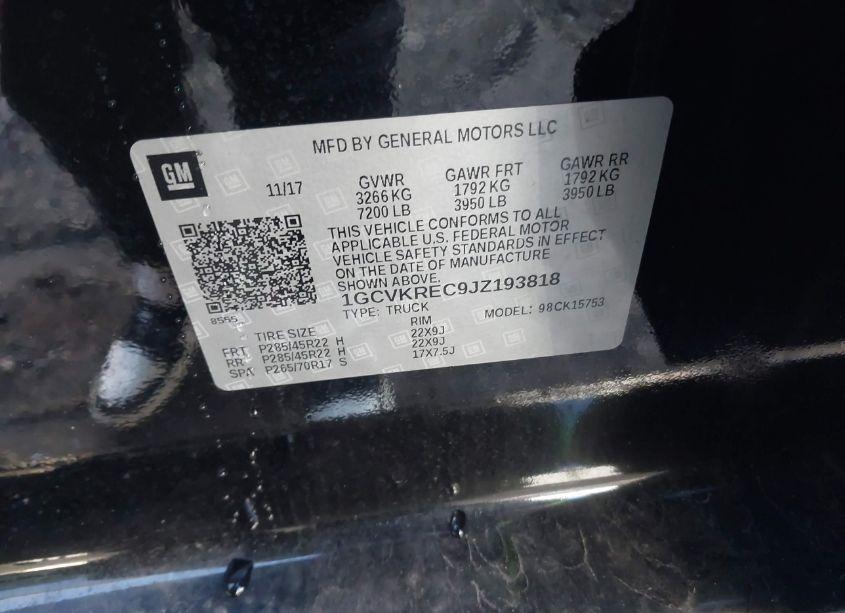 MFD BY GENERAL MOTORS LLC
GM
11/17
GVWR GAWR FRT GAWR RR
3266 KG 1792 KG 1792 KG
7200 LB 3950 LB 3950 LB
THIS VEHICLE CONFORMS TO ALL
APPLICABLE U.S. FEDERAL MOTOR
VEHICLE SAFETY STANDARDS IN EFFECT
ON THE DATE OF MANUFACTURE
SHOWN ABOVE.
1GCVKREC9JZ193818
8555
TYPE: TRUCK MODEL: 98CK15753
TIRE SIZE RIM
FRT P285/45R22 H 22X9J
RR P285/45R22 H 22X9J
SPA P265/70R17 S 17X7.5J